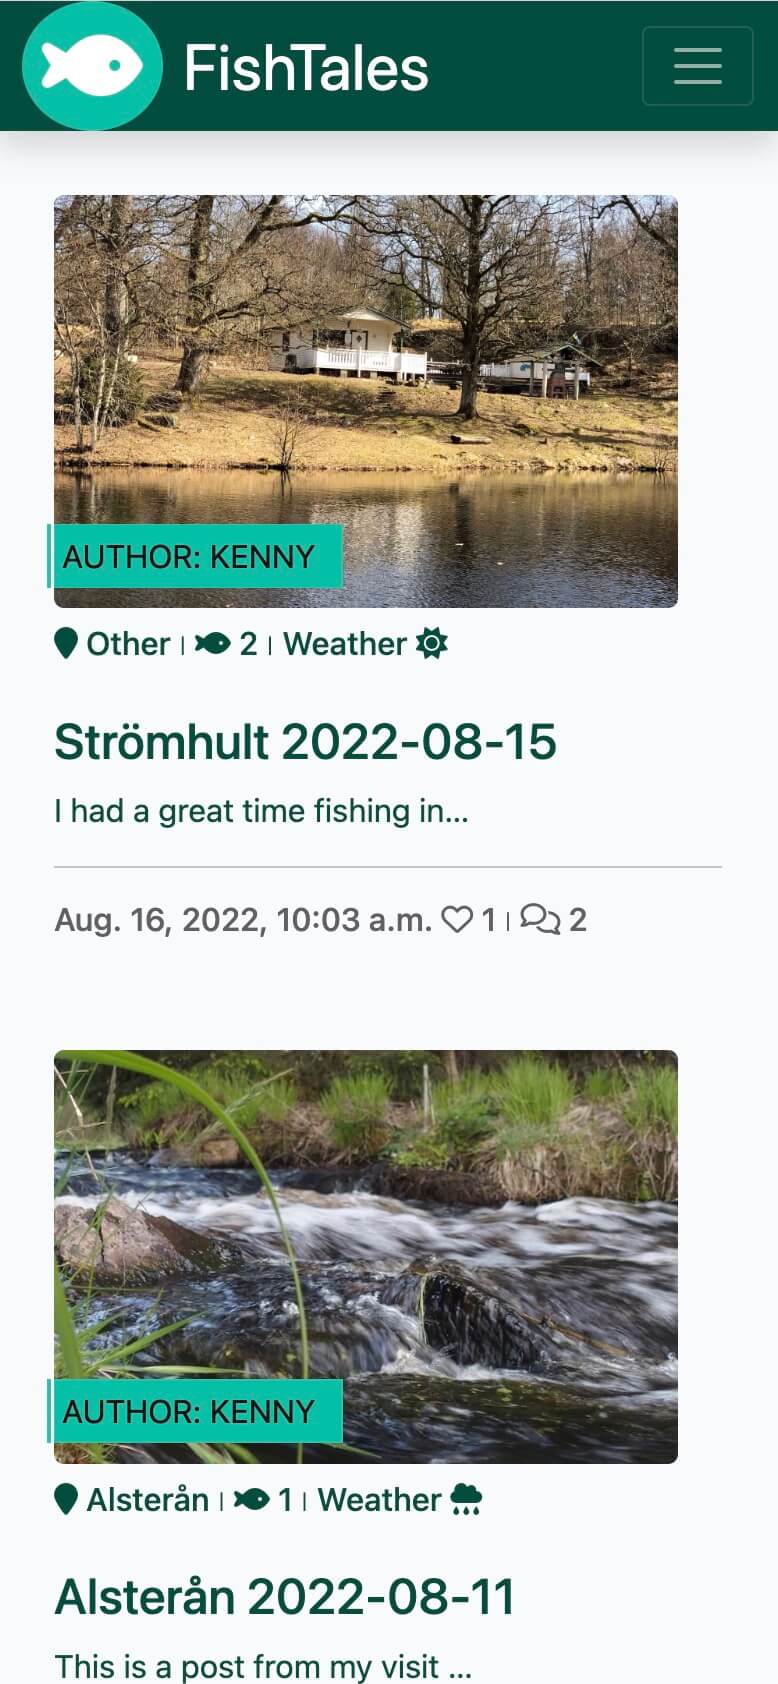 FishTales
AUTHOR: KENNY
Other | 2 | Weather
Strömhult 2022-08-15
I had a great time fishing in...
Aug. 16, 2022, 10:03 a.m. 1 | 2
AUTHOR: KENNY
Alsterån | 1 | Weather
Alsterån 2022-08-11
This is a post from my visit ...